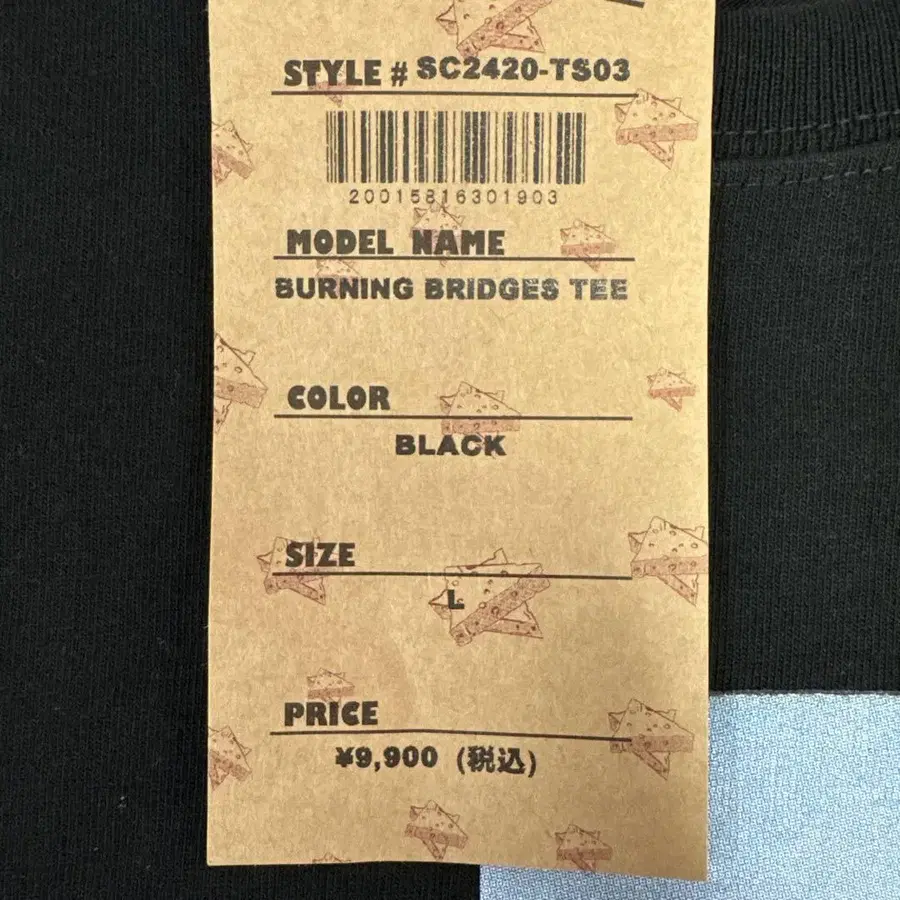 STYLE # SC2420-TS03
20015816301903
MODEL NAME
BURNING BRIDGES TEE
COLOR
BLACK
SIZE
L
PRICE
¥9,900 (税込)